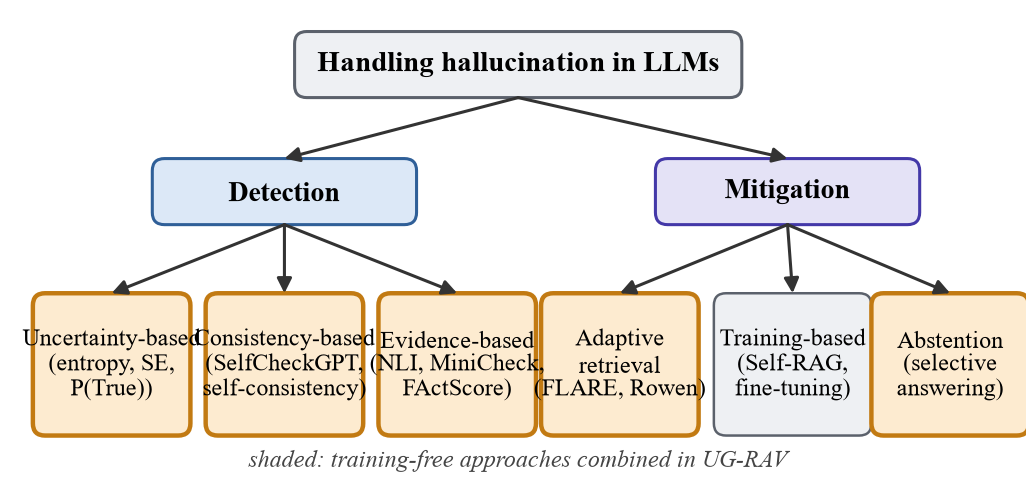 Handling hallucination in LLMs
Detection
Mitigation
Uncertainty-based
(entropy, SE,
P(True))
Consistency-based
(SelfCheckGPT,
self-consistency)
Evidence-based
(NLI, MiniCheck,
FActScore)
Adaptive
retrieval
(FLARE, Rowen)
Training-based
(Self-RAG,
fine-tuning)
Abstention
(selective
answering)
shaded: training-free approaches combined in UG-RAV